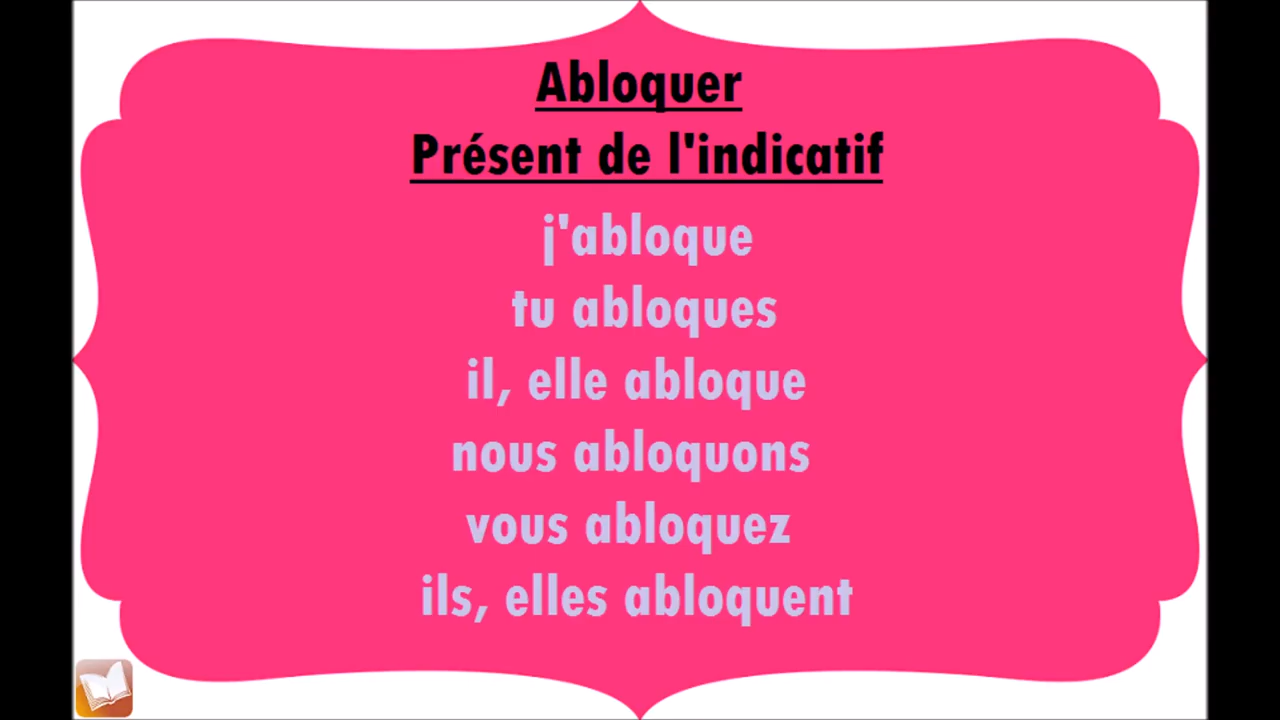 Abloquer
Présent de l'indicatif
j'abloque
tu abloques
il, elle abloque
nous abloquons
vous abloquez
ils, elles abloquent